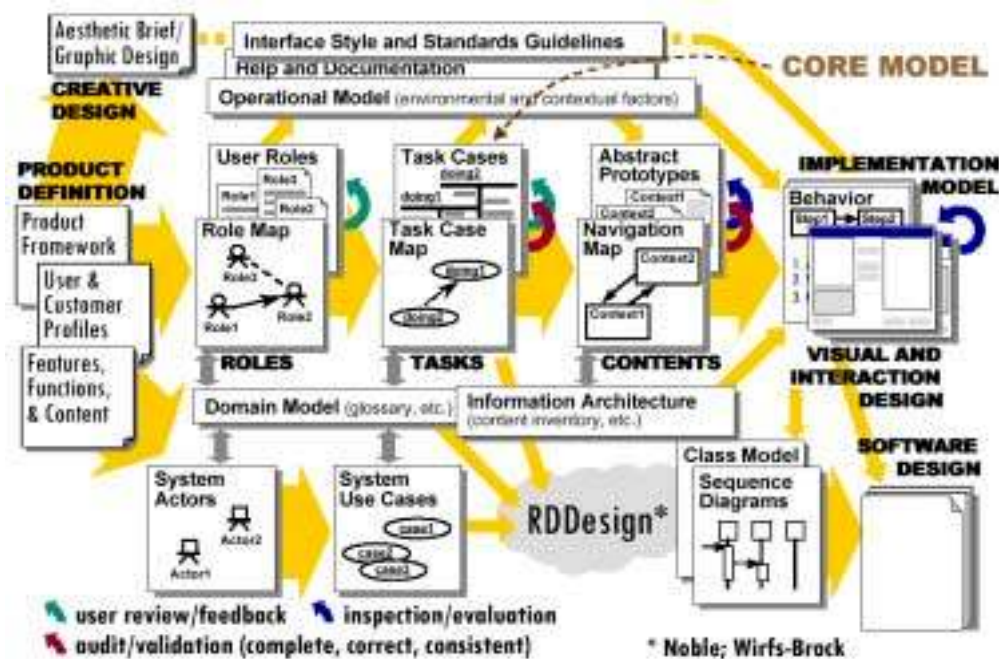 Aesthetic Brief/
Graphic Design
CREATIVE
DESIGN
Interface Style and Standards Guidelines
Help and Documentation
Operational Model (environmental and contextual factors)
CORE MODEL
PRODUCT
DEFINITION
Product
Framework
User &
Customer
Profiles
Features,
Functions,
& Content
User Roles
Role3
Role1
Role2
Role Map
Role3
Role1
Role2
ROLES
Task Cases
doing2
doing1
Task Case
Map
doing1
doing2
TASKS
Abstract
Prototypes
Content1
Content2
Navigation
Map
Context2
Context1
CONTENTS
IMPLEMENTATION
MODEL
Behavior
Step1
Step2
VISUAL AND
INTERACTION
DESIGN
Domain Model (glossary, etc.)
Information Architecture
(content inventory, etc.)
System
Actors
Actor2
Actor1
System
Use Cases
case1
case2
case3
RDDesign*
Class Model
Sequence
Diagrams
SOFTWARE
DESIGN
user review/feedback
inspection/evaluation
audit/validation (complete, correct, consistent)
* Noble; Wirfs-Brock